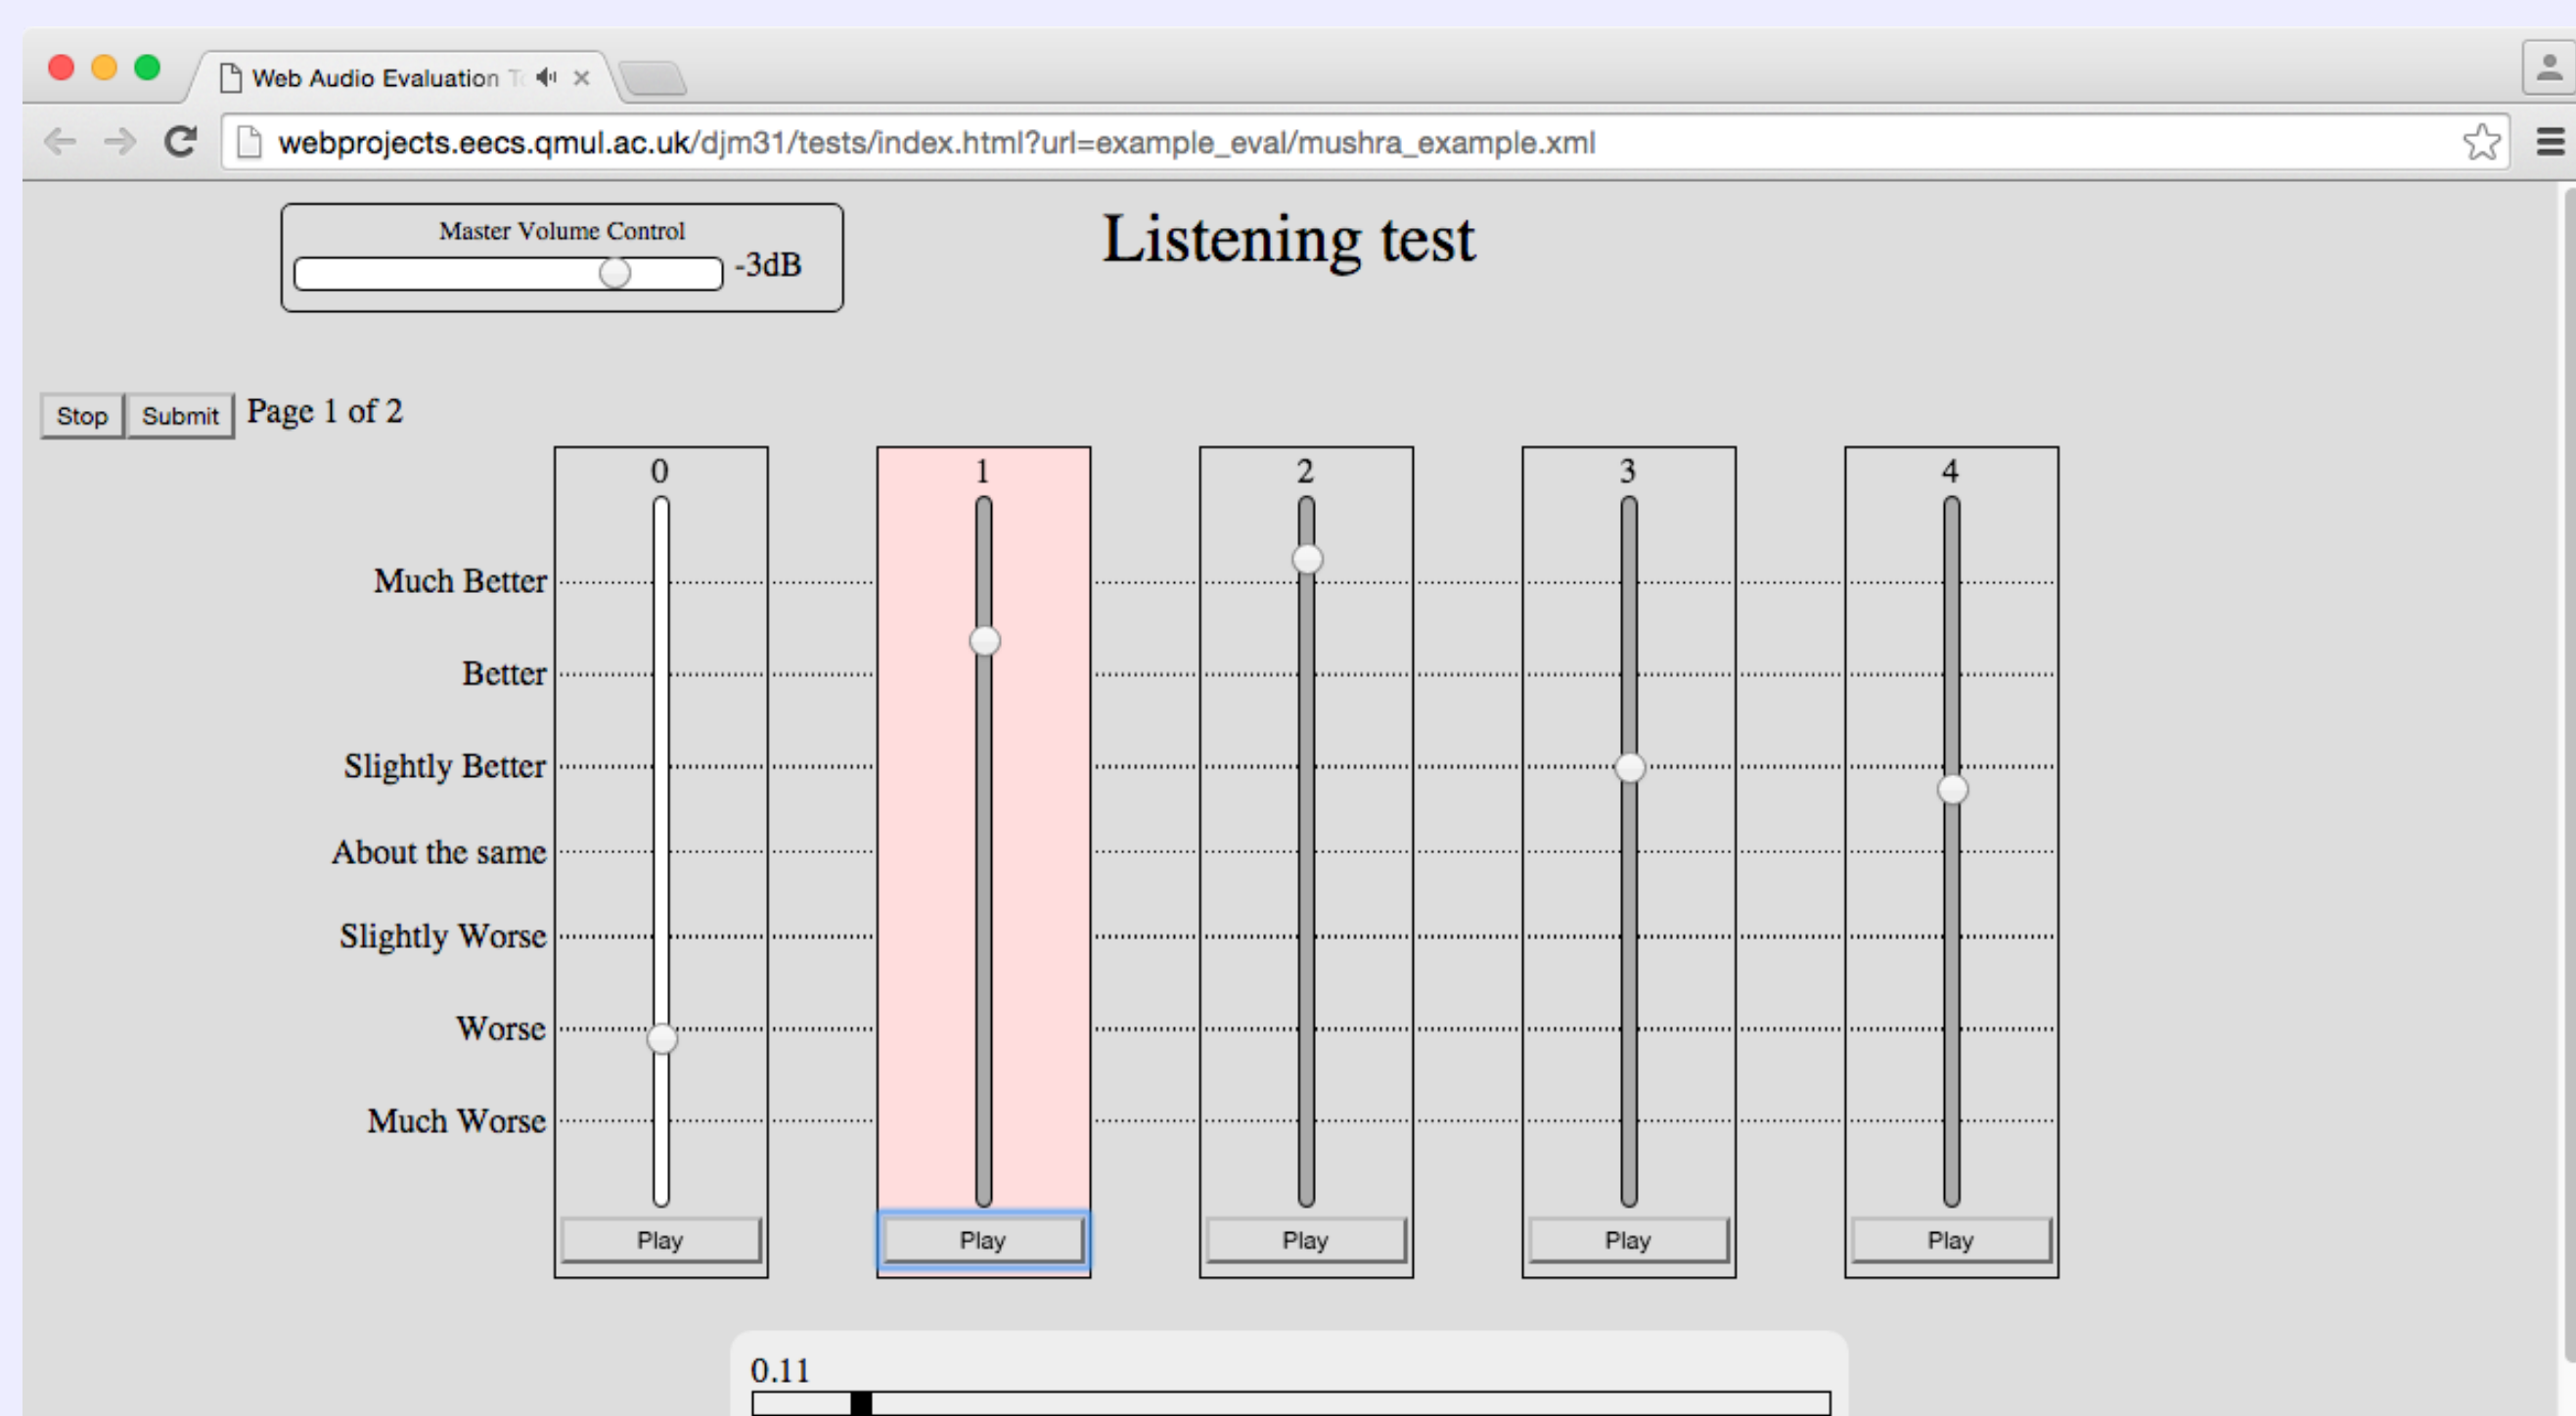 Web Audio Evaluation
webprojects.eecs.qmul.ac.uk/djm31/tests/index.html?url=example_eval/mushra_example.xml
Master Volume Control
-3dB
Listening test
Stop Submit Page 1 of 2
0 1 2 3 4
Much Better
Better
Slightly Better
About the same
Slightly Worse
Worse
Much Worse
Play Play Play Play Play
0.11